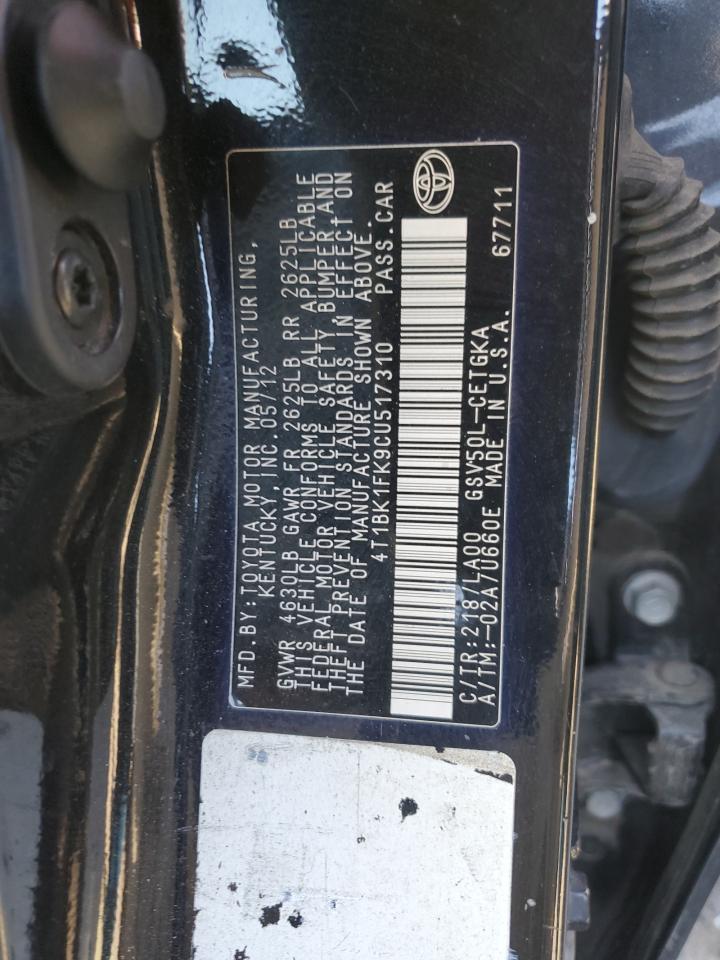 MFD. BY: TOYOTA MOTOR MANUFACTURING,
KENTUCKY, INC. 05/12
GVWR 4630LB GAWR FR 2625LB RR 2625LB
THIS VEHICLE CONFORMS TO ALL APPLICABLE
FEDERAL MOTOR VEHICLE SAFETY, BUMPER, AND
THEFT PREVENTION STANDARDS IN EFFECT ON
THE DATE OF MANUFACTURE SHOWN ABOVE.
4T1BK1FK9CU517310 PASS. CAR
C/TR:218/LA00 GSV50L-CETGKA
A/TM:-02A/U660E MADE IN U.S.A. 67711